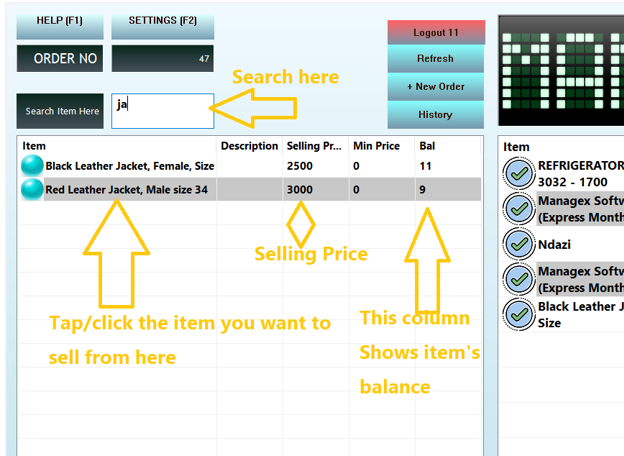 HELP (F1) SETTINGS (F2)
Logout 11
ORDER NO 47
Refresh
Search here
+ New Order
Search Item Here ja
History
Item Description Selling Pr... Min Price Bal
Black Leather Jacket, Female, Size 2500 0 11
Red Leather Jacket, Male size 34 3000 0 9
Selling Price
Tap/click the item you want to
sell from here
This column
Shows item's
balance
Item
REFRIGERATOR
3032 - 1700
Managex Softw
(Express Month
Ndazi
Managex Softw
(Express Month
Black Leather J
Size